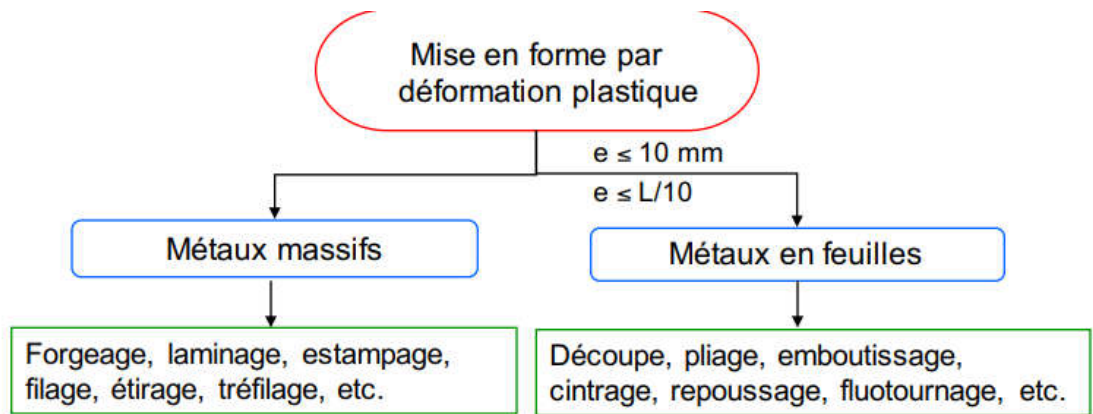 Mise en forme par
déformation plastique
e ≤ 10 mm
e ≤ L/10
Métaux massifs
Métaux en feuilles
Forgeage, laminage, estampage,
filage, étirage, tréfilage, etc.
Découpe, pliage, emboutissage,
cintrage, repoussage, fluotournage, etc.